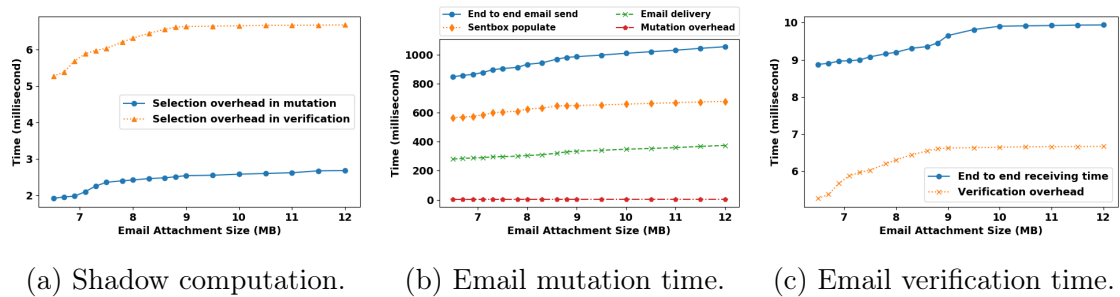 Time (millisecond)
6
5
4
3
2
Selection overhead in mutation
Selection overhead in verification
7
8
9
10
11
12
Email Attachment Size (MB)
(a) Shadow computation.
End to end email send
Sentbox populate
Email delivery
Mutation overhead
Time (millisecond)
1000
800
600
400
200
0
7
8
9
10
11
12
Email Attachment Size (MB)
(b) Email mutation time.
Time (millisecond)
10
9
8
7
6
End to end receiving time
Verification overhead
7
8
9
10
11
12
Email Attachment Size (MB)
(c) Email verification time.